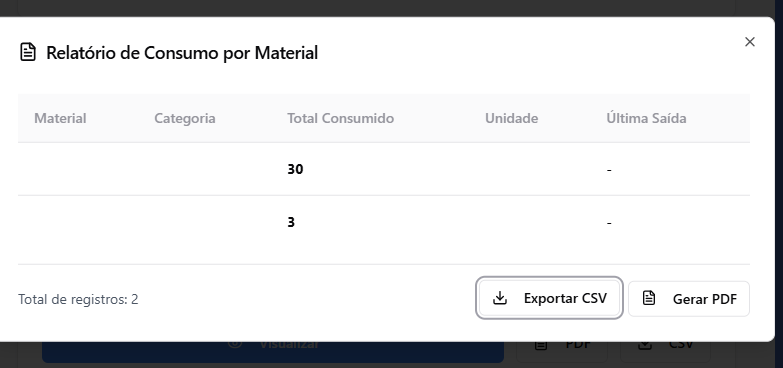 Relatório de Consumo por Material
Material Categoria Total Consumido Unidade Última Saída
30 -
3 -
Total de registros: 2 Exportar CSV Gerar PDF
Visualizar PDF CSV